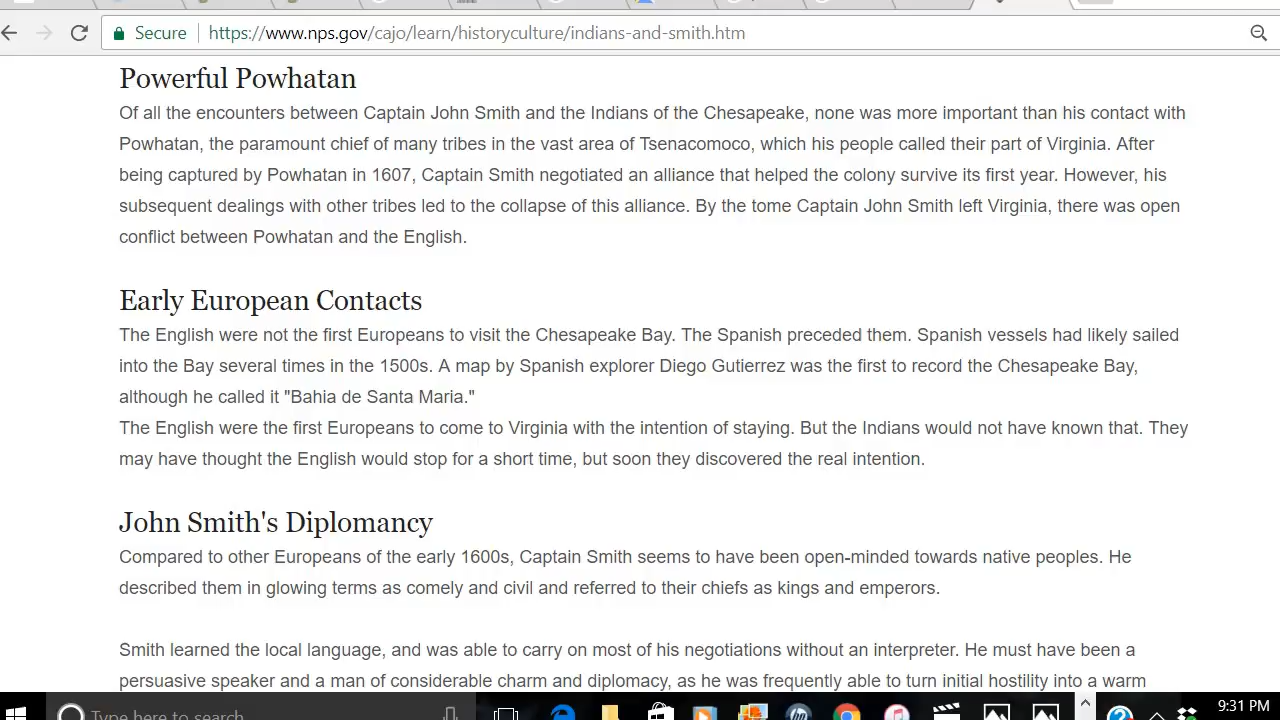 Secure
https://www.nps.gov/cajo/learn/historyculture/indians-and-smith.htm
Powerful Powhatan
Of all the encounters between Captain John Smith and the Indians of the Chesapeake, none was more important than his contact with
Powhatan, the paramount chief of many tribes in the vast area of Tsenacomoco, which his people called their part of Virginia. After
being captured by Powhatan in 1607, Captain Smith negotiated an alliance that helped the colony survive its first year. However, his
subsequent dealings with other tribes led to the collapse of this alliance. By the tome Captain John Smith left Virginia, there was open
conflict between Powhatan and the English.
Early European Contacts
The English were not the first Europeans to visit the Chesapeake Bay. The Spanish preceded them. Spanish vessels had likely sailed
into the Bay several times in the 1500s. A map by Spanish explorer Diego Gutierrez was the first to record the Chesapeake Bay,
although he called it "Bahia de Santa Maria."
The English were the first Europeans to come to Virginia with the intention of staying. But the Indians would not have known that. They
may have thought the English would stop for a short time, but soon they discovered the real intention.
John Smith's Diplomancy
Compared to other Europeans of the early 1600s, Captain Smith seems to have been open-minded towards native peoples. He
described them in glowing terms as comely and civil and referred to their chiefs as kings and emperors.
Smith learned the local language, and was able to carry on most of his negotiations without an interpreter. He must have been a
persuasive speaker and a man of considerable charm and diplomacy, as he was frequently able to turn initial hostility into a warm
Type here to search
9:31 PM